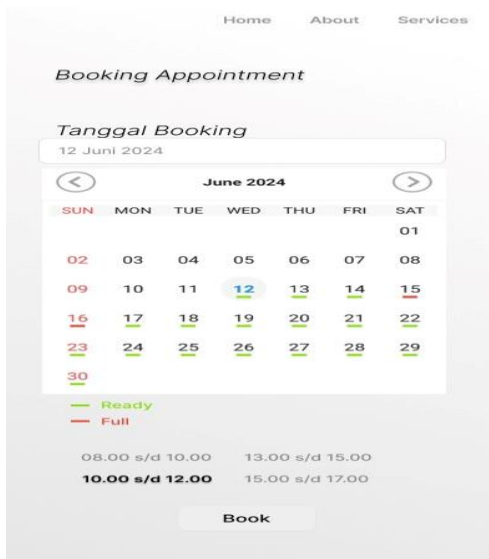 Home About Services
Booking Appointment
Tanggal Booking
12 Juni 2024
June 2024
SUN MON TUE WED THU FRI SAT
01
02 03 04 05 06 07 08
09 10 11 12 13 14 15
16 17 18 19 20 21 22
23 24 25 26 27 28 29
30
Ready
Full
08.00 s/d 10.00 13.00 s/d 15.00
10.00 s/d 12.00 15.00 s/d 17.00
Book